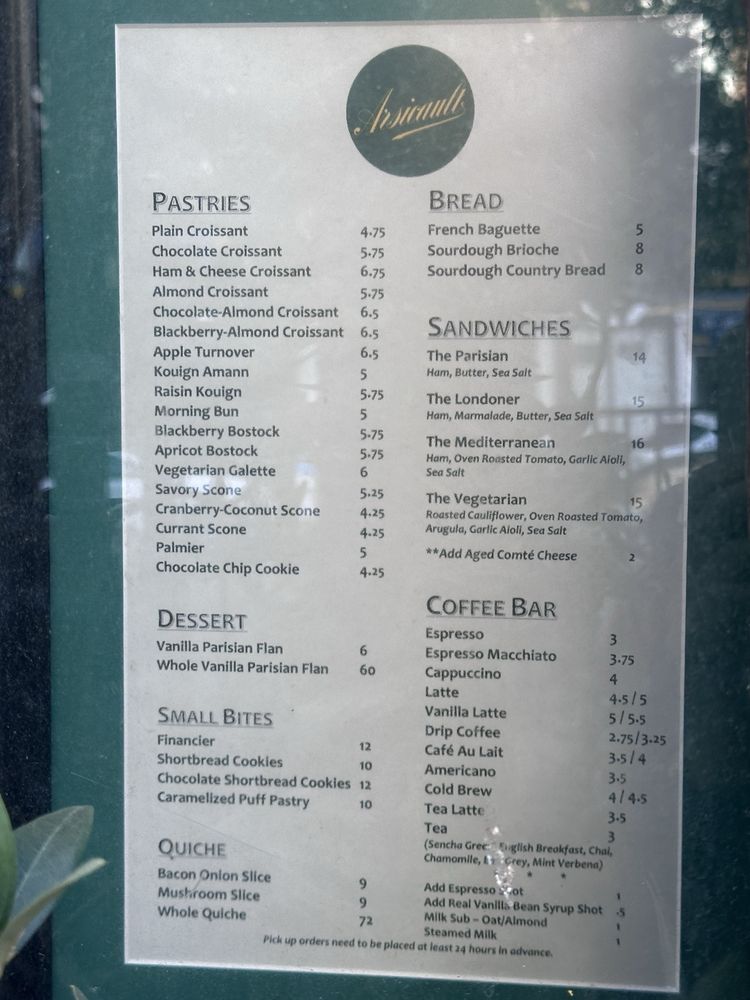 Arsicault
PASTRIES
Plain Croissant 4.75
Chocolate Croissant 5.75
Ham & Cheese Croissant 6.75
Almond Croissant 5.75
Chocolate-Almond Croissant 6.5
Blackberry-Almond Croissant 6.5
Apple Turnover 6.5
Kouign Amann 5
Raisin Kouign 5.75
Morning Bun 5
Blackberry Bostock 5.75
Apricot Bostock 5.75
Vegetarian Galette 6
Savory Scone 5.25
Cranberry-Coconut Scone 4.25
Currant Scone 4.25
Palmier 5
Chocolate Chip Cookie 4.25
DESSERT
Vanilla Parisian Flan 6
Whole Vanilla Parisian Flan 60
SMALL BITES
Financier 12
Shortbread Cookies 10
Chocolate Shortbread Cookies 12
Caramelized Puff Pastry 10
QUICHE
Bacon Onion Slice 9
Mushroom Slice 9
Whole Quiche 72
BREAD
French Baguette 5
Sourdough Brioche 8
Sourdough Country Bread 8
SANDWICHES
The Parisian 14
Ham, Butter, Sea Salt
The Londoner 15
Ham, Marmalade, Butter, Sea Salt
The Mediterranean 16
Ham, Oven Roasted Tomato, Garlic Aioli,
Sea Salt
The Vegetarian 15
Roasted Cauliflower, Oven Roasted Tomato,
Arugula, Garlic Aioli, Sea Salt
**Add Aged Comté Cheese 2
COFFEE BAR
Espresso 3
Espresso Macchiato 3.75
Cappuccino 4
Latte 4.5 / 5
Vanilla Latte 5 / 5.5
Drip Coffee 2.75/3.25
Café Au Lait 3.5 / 4
Americano 3.5
Cold Brew 4 / 4.5
Tea Latte 3.5
Tea 3
(Sencha English Breakfast, Chai,
Chamomile, Grey, Mint Verbena)
* *
Add Espresso Shot 1
Add Real Vanilla Bean Syrup Shot .5
Milk Sub – Oat/Almond 1
Steamed Milk 1
Pick up orders need to be placed at least 24 hours in advance.